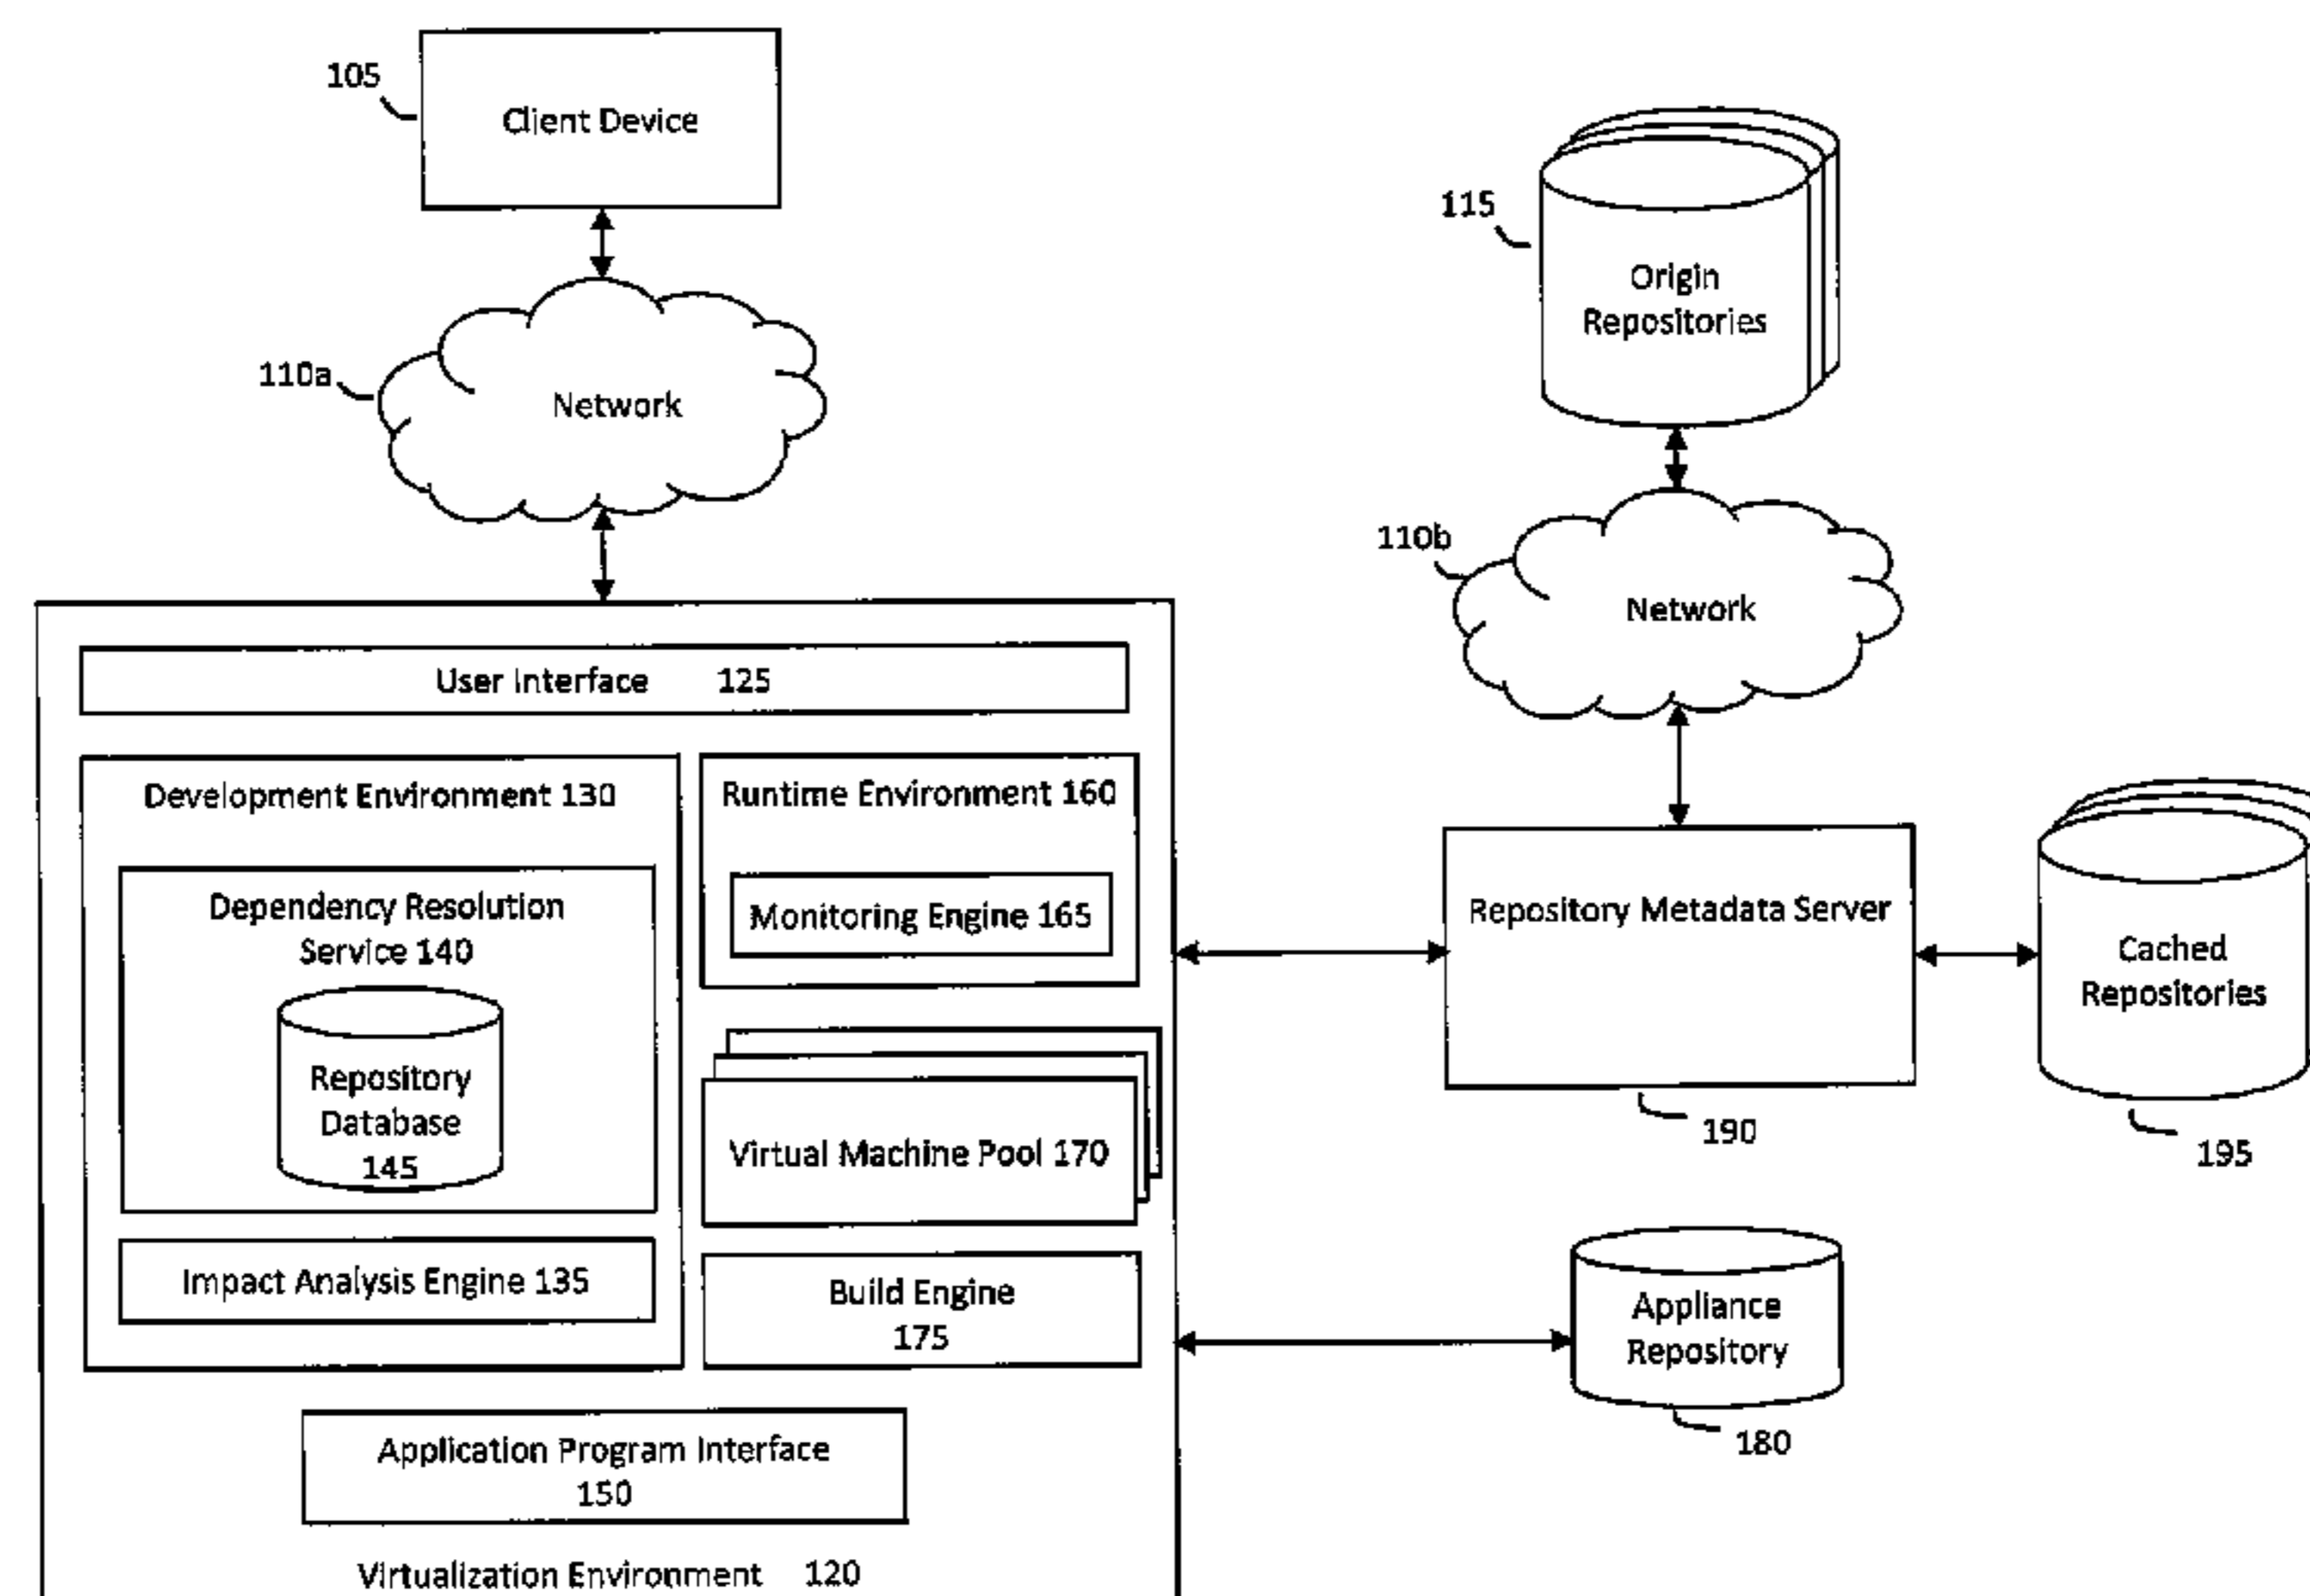 105
Client Device
115
Origin
Repositories
110a
Network
110b
Network
User Interface 125
Development Environment 130
Runtime Environment 160
Dependency Resolution
Service 140
Monitoring Engine 165
Repository Metadata Server
Cached
Repositories
Repository
Database
145
Virtual Machine Pool 170
190
195
Impact Analysis Engine 135
Build Engine
175
Appliance
Repository
180
Application Program Interface
150
Virtualization Environment 120